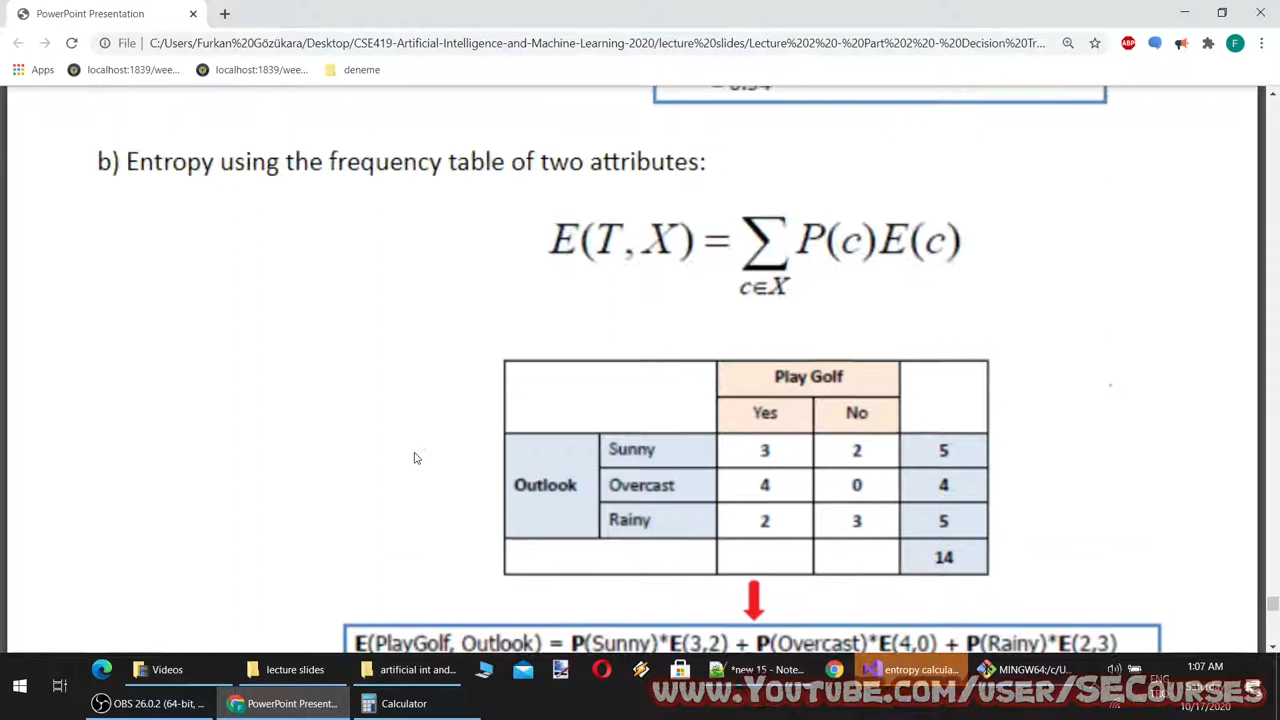 PowerPoint Presentation
File
C:/Users/Furkan%20Gözükara/Desktop/CSE419-Artifical-Intelligence-and-Machine-Learning-2020/lecture%20slides/Lecture%202%20-%20Part%202%20-%20Decision%20Tr...
ABP
F
Apps
localhost:1839/wee...
localhost:1839/wee...
deneme
b) Entropy using the frequency table of two attributes:
E(T, X) = ∑ P(c)E(c)
c∈X
Play Golf
Yes No
Outlook
Sunny 3 2 5
Overcast 4 0 4
Rainy 2 3 5
14
E(PlayGolf, Outlook) = P(Sunny)*E(3,2) + P(Overcast)*E(4,0) + P(Rainy)*E(2,3)
Videos
lecture slides
artificial int and...
*new 15 - Note...
entropy calcula...
MINGW64:/c/U...
1:07 AM
ENG
10/17/2020
OBS 26.0.2 (64-bit, ...
PowerPoint Present...
Calculator
www.YouTube.com/user/SECourses